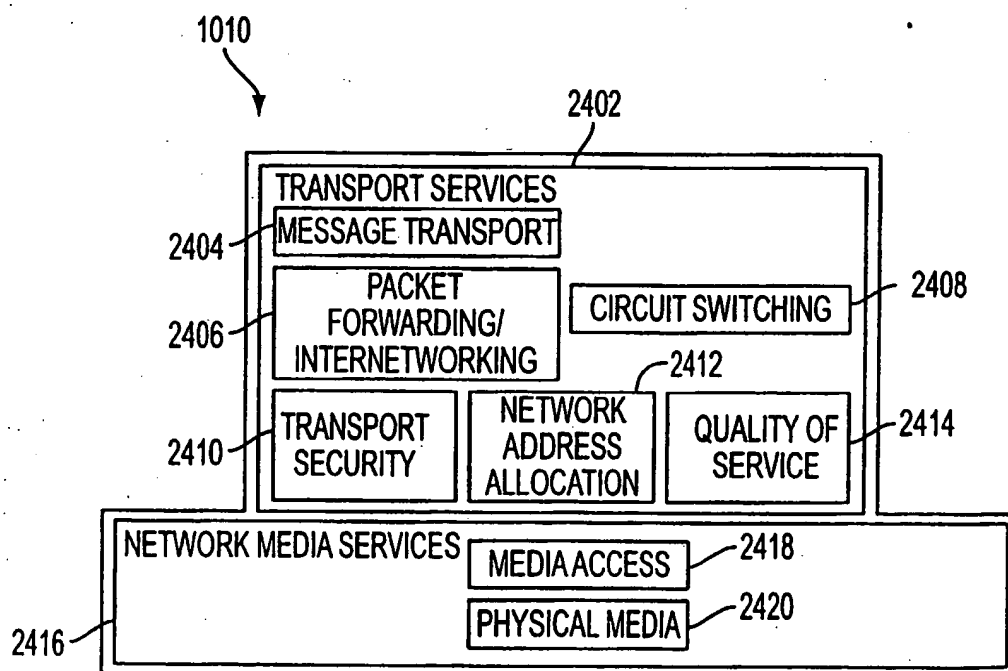 1010
2402
TRANSPORT SERVICES
2404
MESSAGE TRANSPORT
2406
PACKET
FORWARDING/
INTERNETWORKING
CIRCUIT SWITCHING
2408
2412
2410
TRANSPORT
SECURITY
NETWORK
ADDRESS
ALLOCATION
QUALITY OF
SERVICE
2414
NETWORK MEDIA SERVICES
MEDIA ACCESS
2418
2416
PHYSICAL MEDIA
2420